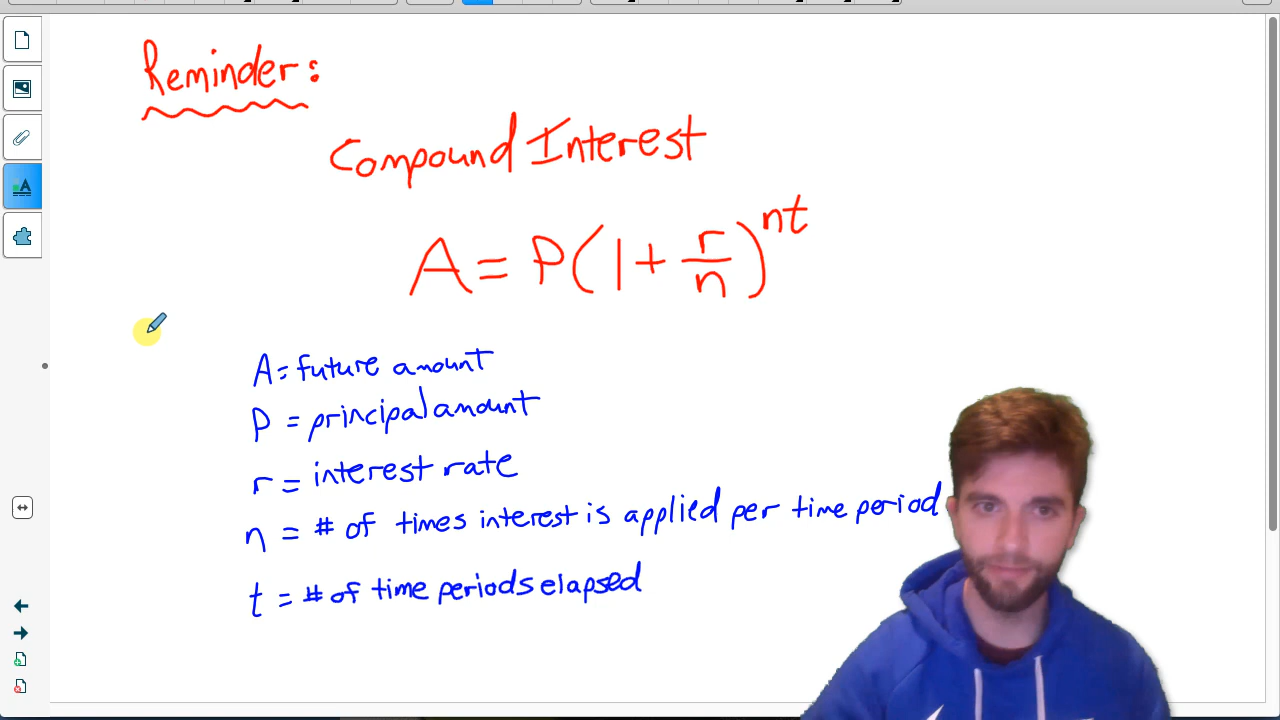 Reminder:
Compound Interest
A = P(1 + r/n)^nt
A = future amount
P = principal amount
r = interest rate
n = # of times interest is applied per time period
t = # of time periods elapsed